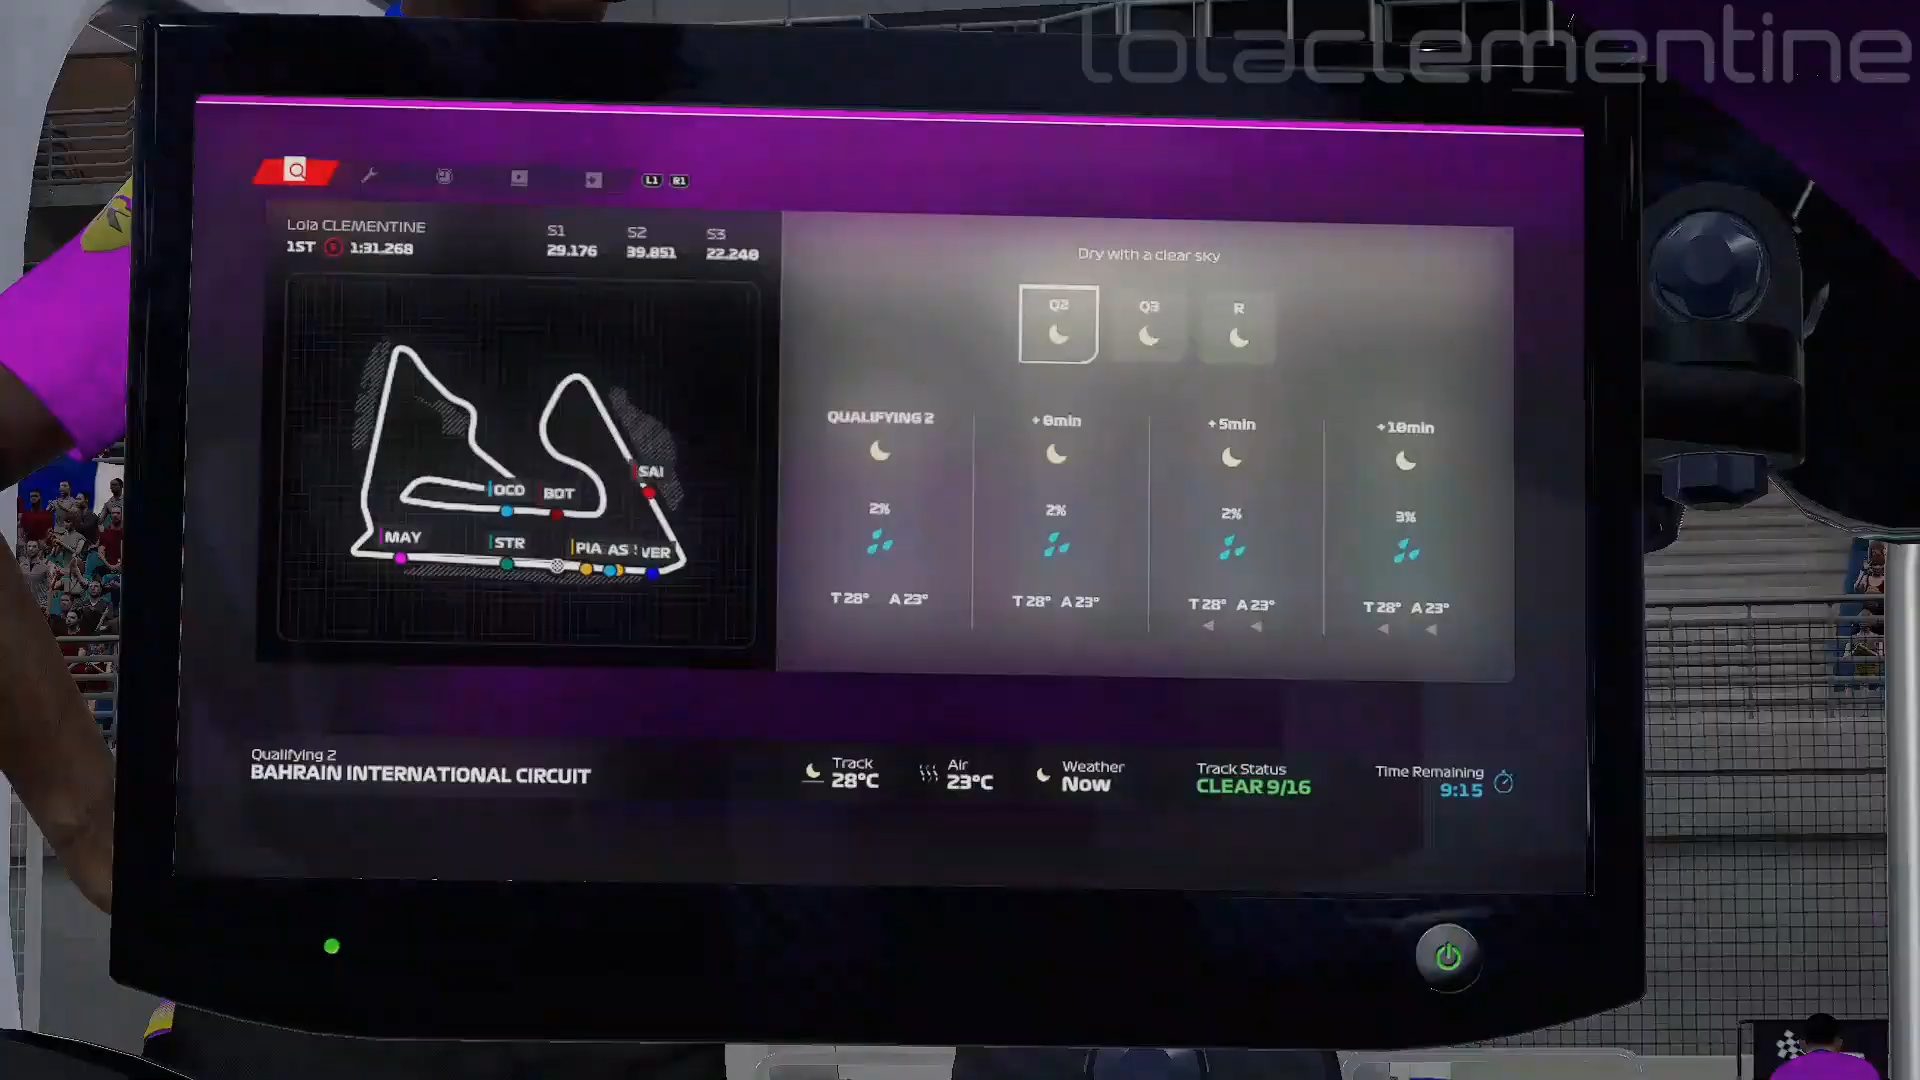 lolaclementine
L1 R1
Lola CLEMENTINE
1ST S 1:31.268
S1 S2 S3
29.176 39.851 22.240
OCO BOT SAI
MAY STR PIA AS VER
Dry with a clear sky
Q2 Q3 R
QUALIFYING 2 +0min +5min +10min
2% 2% 2% 3%
T 28° A 23° T 28° A 23° T 28° A 23° T 28° A 23°
Qualifying 2
BAHRAIN INTERNATIONAL CIRCUIT
Track
28°C
Air
23°C
Weather
Now
Track Status
CLEAR 9/16
Time Remaining
9:15